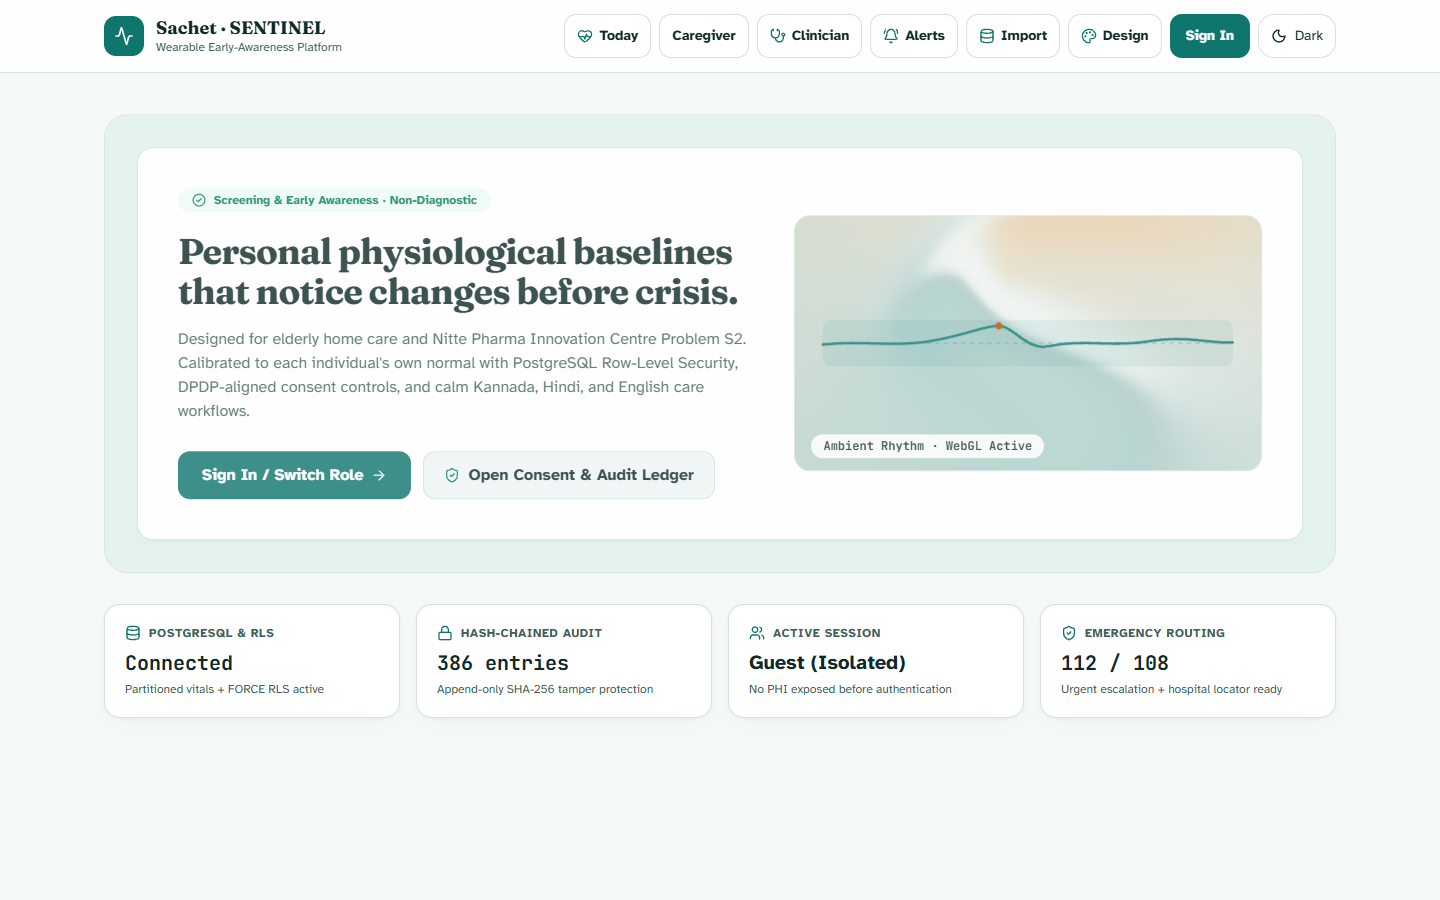 Sachet · SENTINEL
Wearable Early-Awareness Platform
Today
Caregiver
Clinician
Alerts
Import
Design
Sign In
Dark
Screening & Early Awareness · Non-Diagnostic
Personal physiological baselines
that notice changes before crisis.
Designed for elderly home care and Nitte Pharma Innovation Centre Problem S2.
Calibrated to each individual's own normal with PostgreSQL Row-Level Security,
DPDP-aligned consent controls, and calm Kannada, Hindi, and English care
workflows.
Sign In / Switch Role →
Open Consent & Audit Ledger
Ambient Rhythm · WebGL Active
POSTGRESQL & RLS
Connected
Partitioned vitals + FORCE RLS active
HASH-CHAINED AUDIT
386 entries
Append-only SHA-256 tamper protection
ACTIVE SESSION
Guest (Isolated)
No PHI exposed before authentication
EMERGENCY ROUTING
112 / 108
Urgent escalation + hospital locator ready